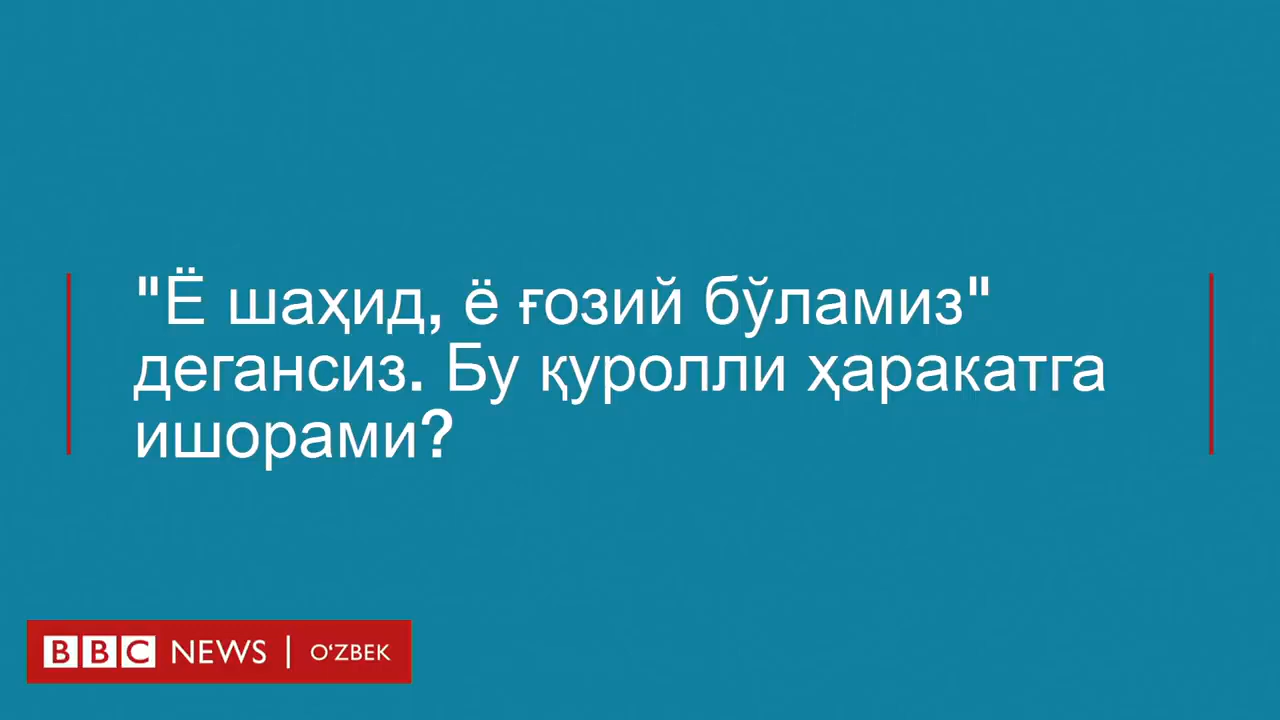 "Ё шаҳид, ё ғозий бўламиз"
дегансиз. Бу қуролли ҳаракатга
ишорами?
BBC NEWS | O‘ZBEK